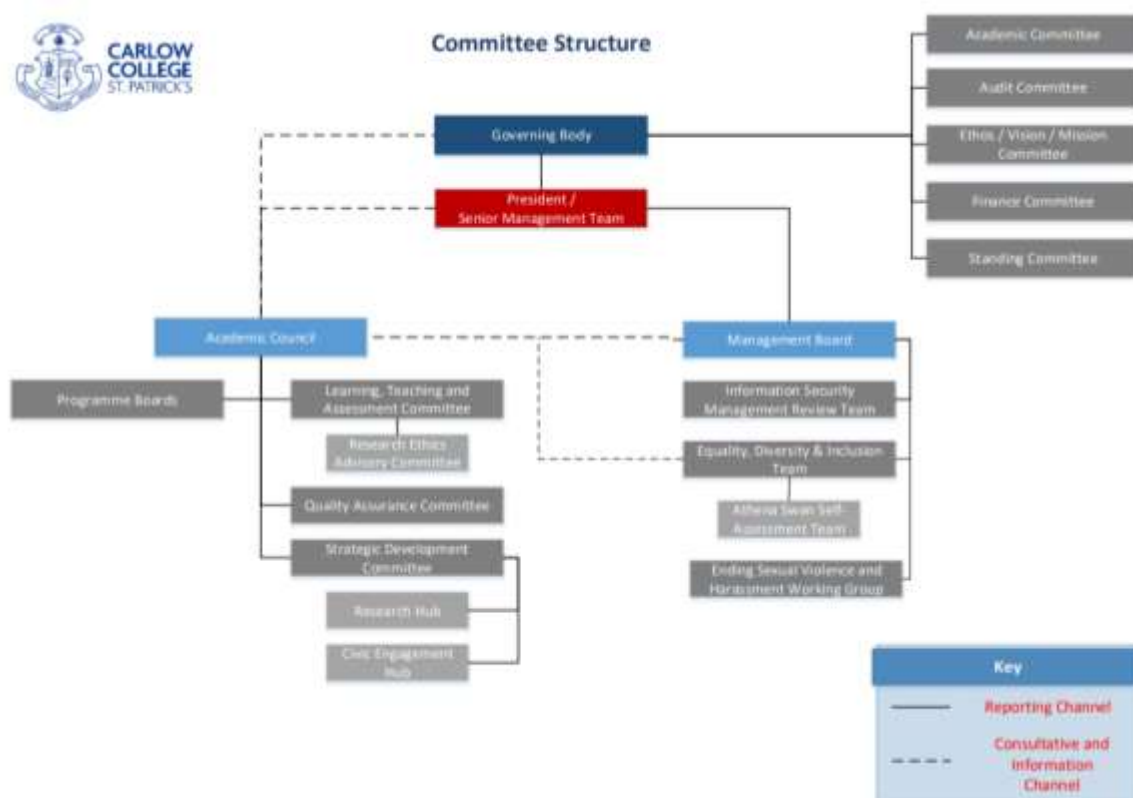 CARLOW
COLLEGE
ST. PATRICK'S
Committee Structure
Academic Committee
Audit Committee
Ethos / Vision / Mission
Committee
Finance Committee
Standing Committee
Governing Body
President /
Senior Management Team
Academic Council
Management Board
Programme Boards
Learning, Teaching and
Assessment Committee
Research Ethics
Advisory Committee
Quality Assurance Committee
Strategic Development
Committee
Research Hub
Civic Engagement
Hub
Information Security
Management Review Team
Equality, Diversity & Inclusion
Team
Athena Swan Self-
Assessment Team
Ending Sexual Violence and
Harassment Working Group
Key
Reporting Channel
Consultative and
Information
Channel